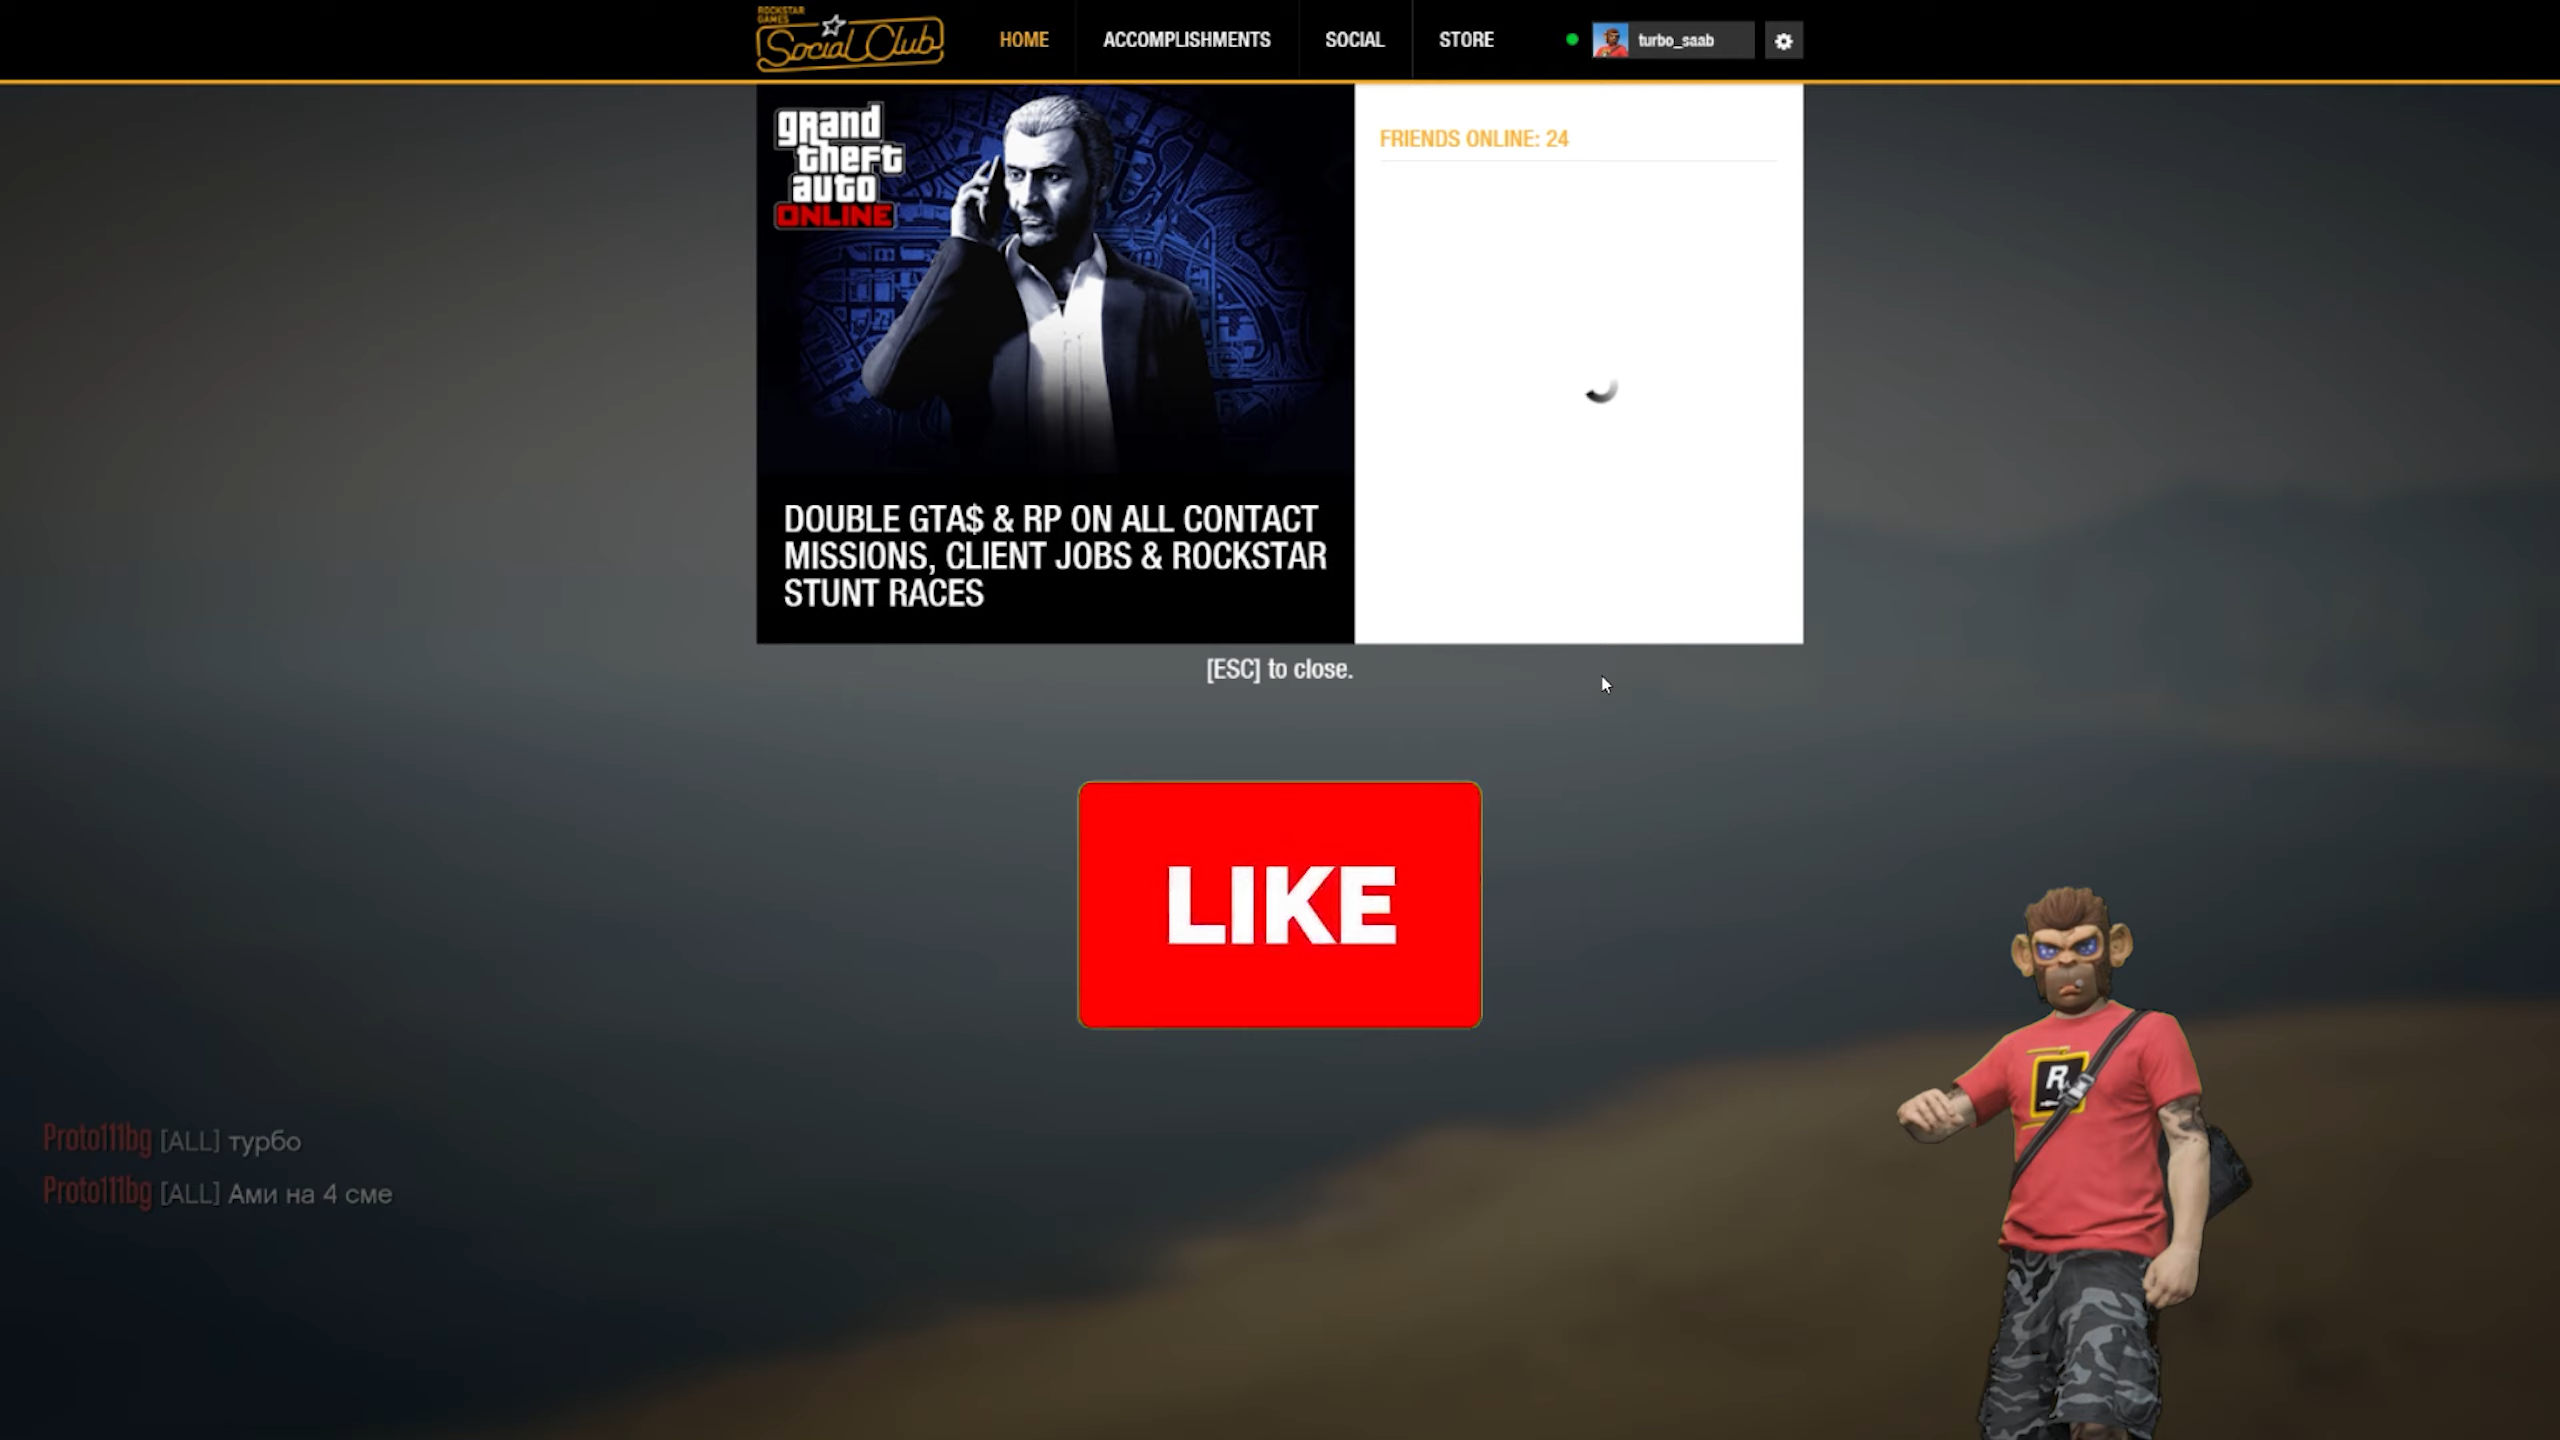 ROCKSTAR
GAMES
Social Club
HOME
ACCOMPLISHMENTS
SOCIAL
STORE
turbo_saab
grand
theft
auto
ONLINE
FRIENDS ONLINE: 24
DOUBLE GTA$ & RP ON ALL CONTACT
MISSIONS, CLIENT JOBS & ROCKSTAR
STUNT RACES
[ESC] to close.
LIKE
R
Proto111bg [ALL] турбо
Proto111bg [ALL] Ами на 4 сме